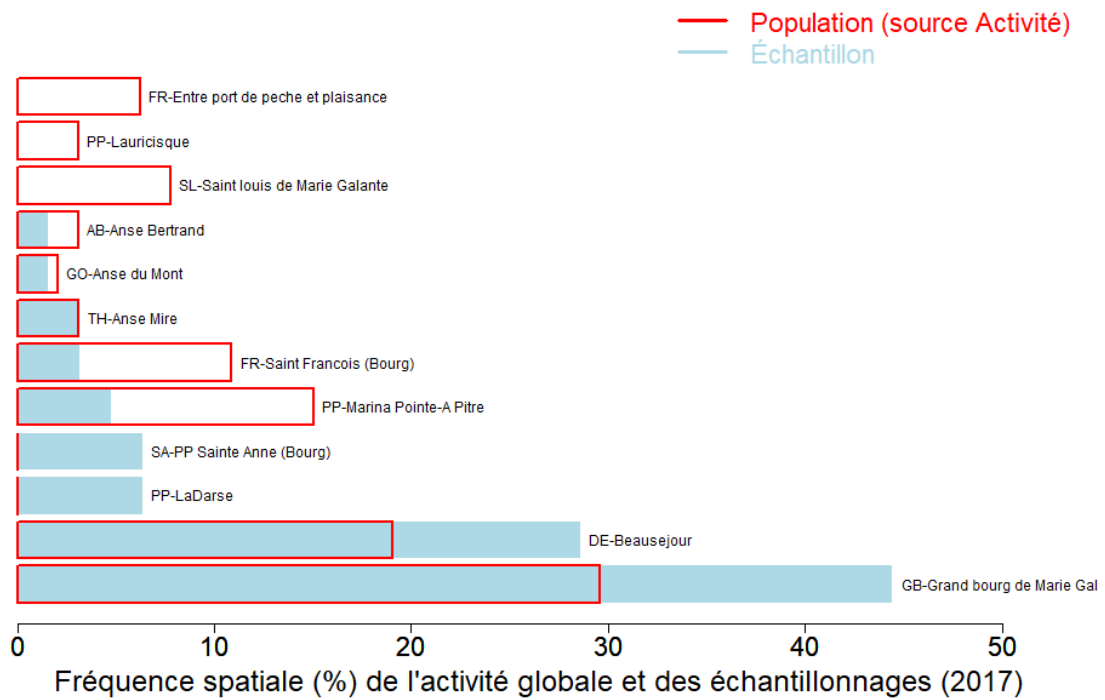 Population (source Activité)
Échantillon
FR-Entre port de peche et plaisance
PP-Lauricisque
SL-Saint louis de Marie Galante
AB-Anse Bertrand
GO-Anse du Mont
TH-Anse Mire
FR-Saint Francois (Bourg)
PP-Marina Pointe-A Pitre
SA-PP Sainte Anne (Bourg)
PP-LaDarse
DE-Beausejour
GB-Grand bourg de Marie Gal
0 10 20 30 40 50
Fréquence spatiale (%) de l'activité globale et des échantillonnages (2017)